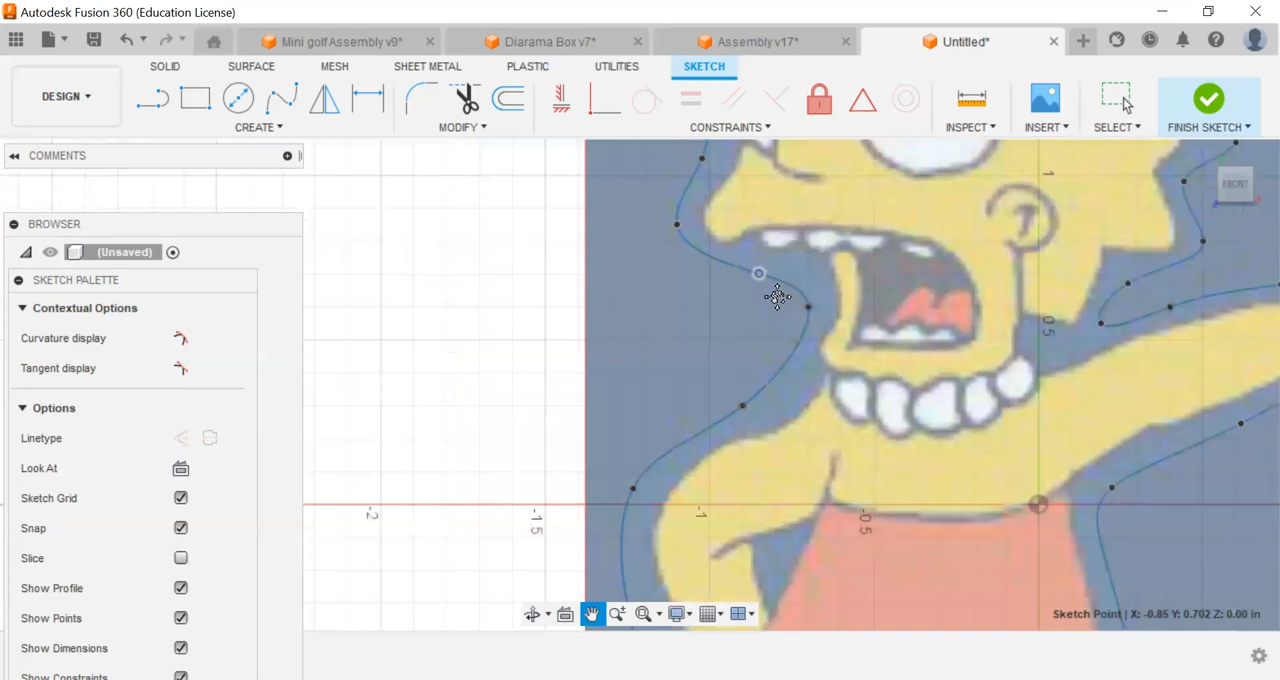 Autodesk Fusion 360 (Education License)
Mini golf Assembly v9*
Diarama Box v7*
Assembly v17*
Untitled*
SOLID SURFACE MESH SHEET METAL PLASTIC UTILITIES SKETCH
DESIGN
CREATE MODIFY CONSTRAINTS INSPECT INSERT SELECT FINISH SKETCH
COMMENTS
BROWSER
(Unsaved)
SKETCH PALETTE
Contextual Options
Curvature display
Tangent display
Options
Linetype
Look At
Sketch Grid
Snap
Slice
Show Profile
Show Points
Show Dimensions
Show Constraints
FRONT
1
0.5
-2
-1.5
-1
-0.5
Sketch Point | X: -0.85 Y: 0.702 Z: 0.00 in